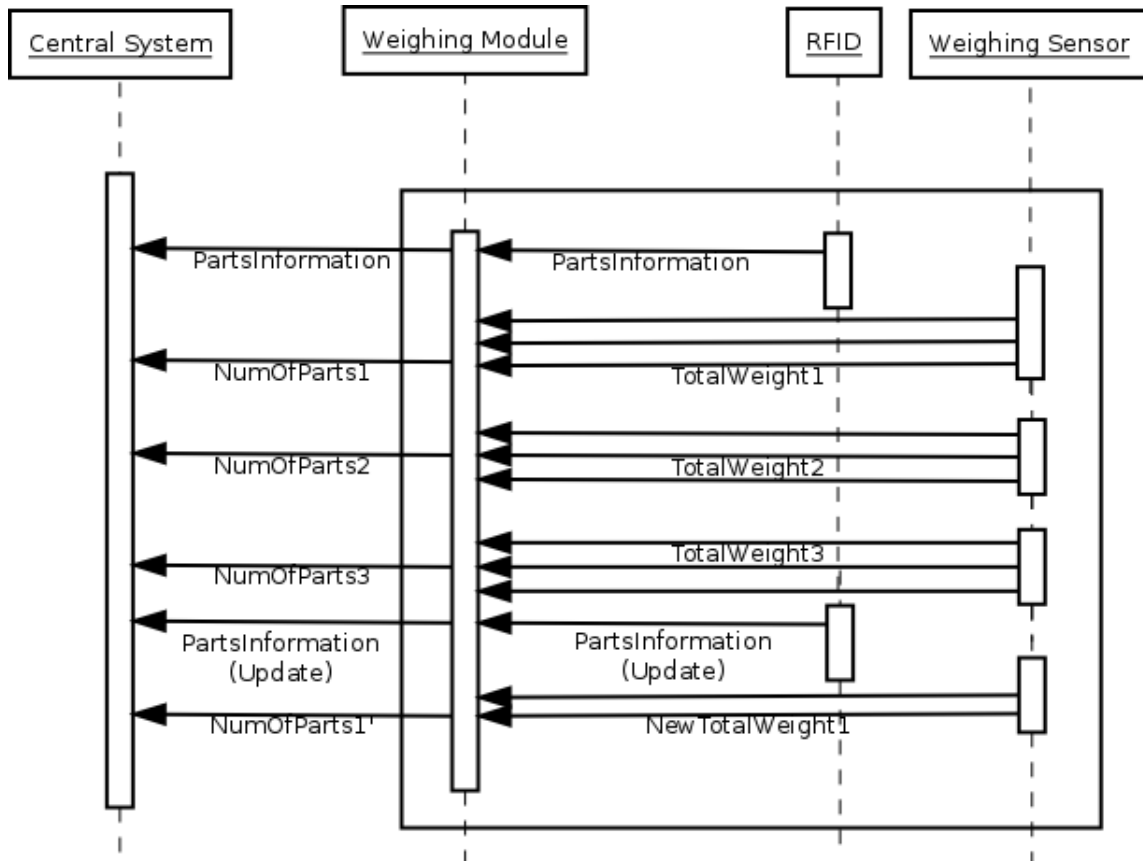 Central System
Weighing Module
RFID
Weighing Sensor
PartsInformation
PartsInformation
NumOfParts1
TotalWeight1
NumOfParts2
TotalWeight2
TotalWeight3
NumOfParts3
PartsInformation
(Update)
PartsInformation
(Update)
NumOfParts1'
NewTotalWeight1